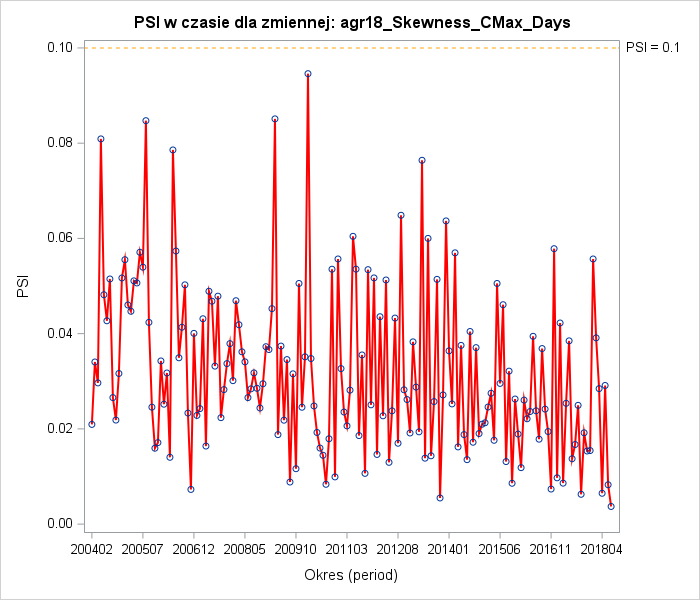 PSI w czasie dla zmiennej: agr18_Skewness_CMax_Days
0.10
PSI = 0.1
0.08
0.06
PSI
0.04
0.02
0.00
200402 200507 200612 200805 200910 201103 201208 201401 201506 201611 201804
Okres (period)